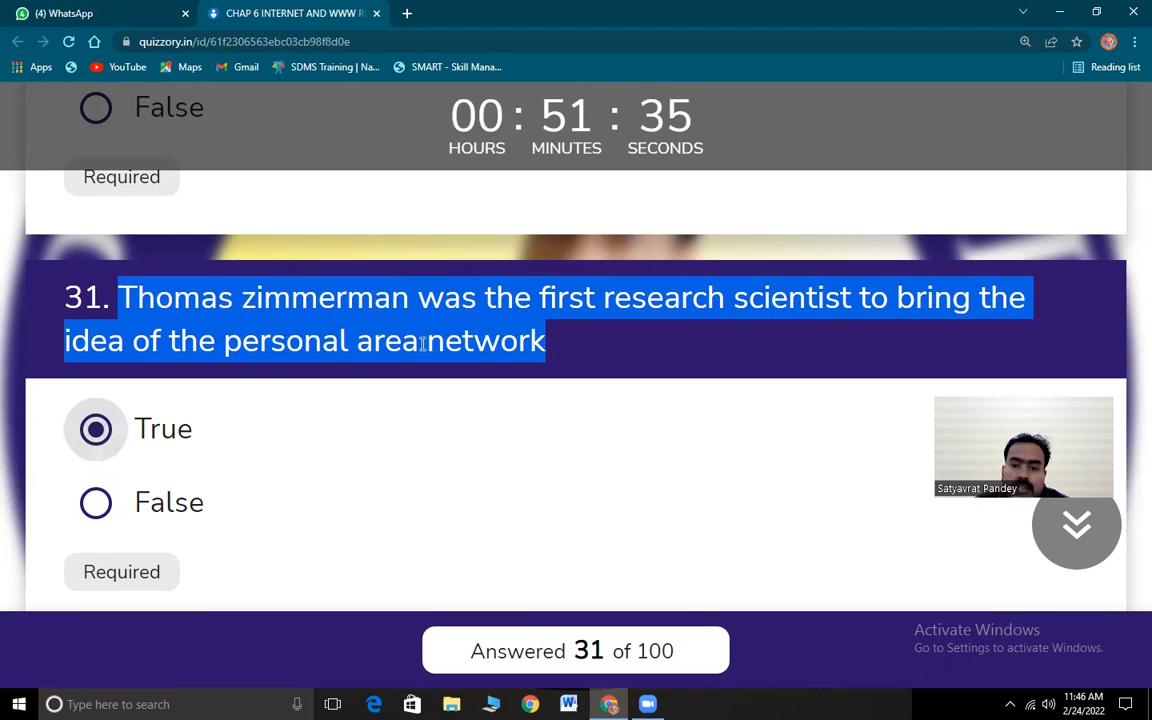 (4) WhatsApp
CHAP 6 INTERNET AND WWW R
quizzory.in/id/61f2306563ebc03cb98f8d0e
Apps
YouTube
Maps
Gmail
SDMS Training | Na...
SMART - Skill Mana...
Reading list
False
00 : 51 : 35
HOURS MINUTES SECONDS
Required
31. Thomas zimmerman was the first research scientist to bring the
idea of the personal area network
True
False
Satyavrat Pandey
Required
Activate Windows
Go to Settings to activate Windows.
Answered 31 of 100
Type here to search
11:46 AM
2/24/2022